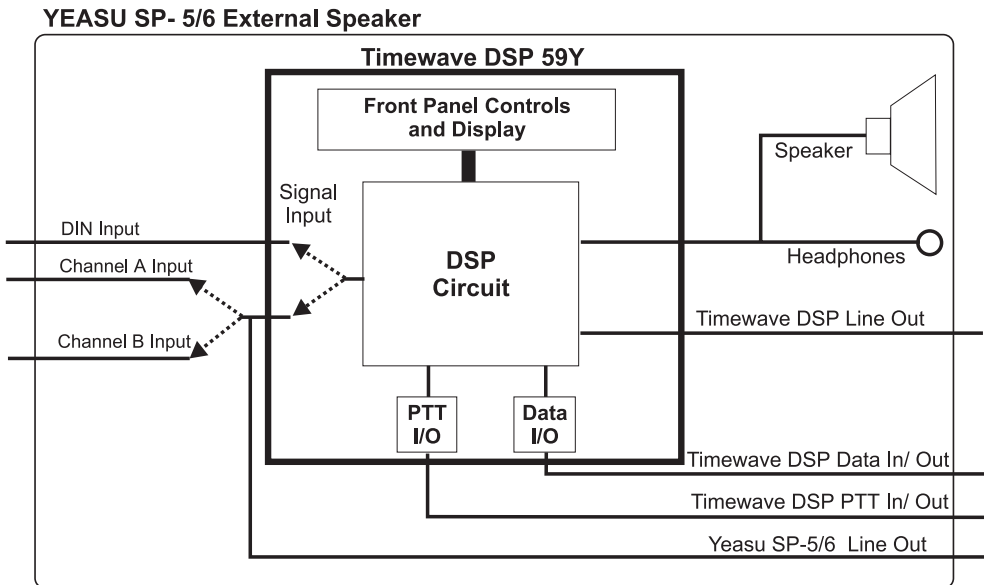 YEASU SP- 5/6 External Speaker
Timewave DSP 59Y
Front Panel Controls
and Display
Speaker
Signal
Input
DIN Input
Channel A Input
DSP
Circuit
Headphones
Channel B Input
Timewave DSP Line Out
PTT
I/O
Data
I/O
Timewave DSP Data In/ Out
Timewave DSP PTT In/ Out
Yeasu SP-5/6 Line Out